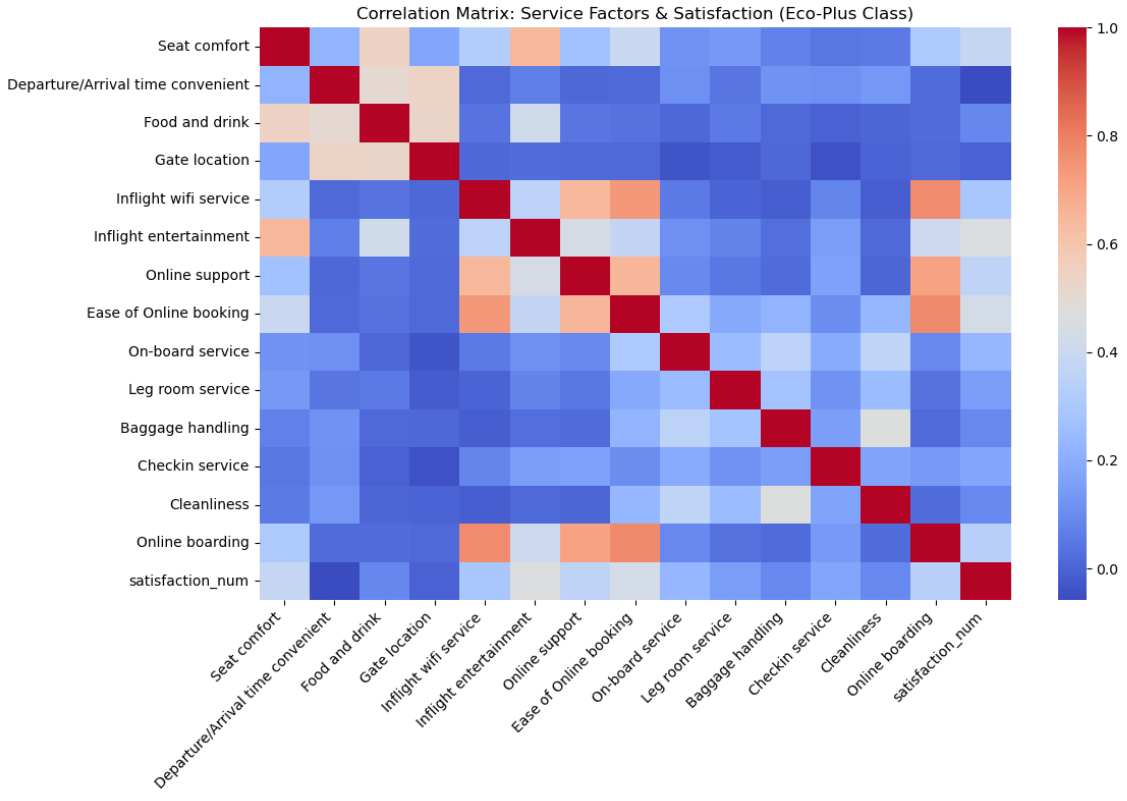 Correlation Matrix: Service Factors & Satisfaction (Eco-Plus Class)
Seat comfort
Departure/Arrival time convenient
Food and drink
Gate location
Inflight wifi service
Inflight entertainment
Online support
Ease of Online booking
On-board service
Leg room service
Baggage handling
Checkin service
Cleanliness
Online boarding
satisfaction_num
Seat comfort
Departure/Arrival time convenient
Food and drink
Gate location
Inflight wifi service
Inflight entertainment
Online support
Ease of Online booking
On-board service
Leg room service
Baggage handling
Checkin service
Cleanliness
Online boarding
satisfaction_num
1.0
0.8
0.6
0.4
0.2
0.0